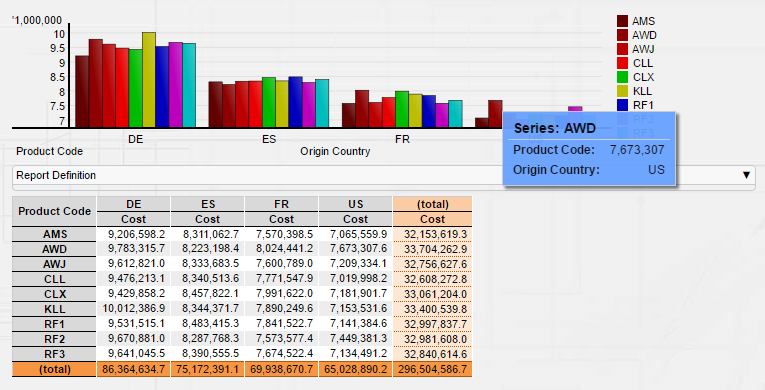 '1,000,000
10
9.5
9
8.5
8
7.5
7
DE
ES
FR
Product Code
Origin Country
AMS
AWD
AWJ
CLL
CLX
KLL
RF1
RF2
RF3
Series: AWD
Product Code: 7,673,307
Origin Country: US
Report Definition
Product Code DE ES FR US (total)
Cost Cost Cost Cost Cost
AMS 9,206,598.2 8,311,062.7 7,570,398.5 7,065,559.9 32,153,619.3
AWD 9,783,315.7 8,223,198.4 8,024,441.2 7,673,307.6 33,704,262.9
AWJ 9,612,821.0 8,333,683.5 7,600,789.0 7,209,334.1 32,756,627.6
CLL 9,476,213.1 8,340,513.6 7,771,547.9 7,019,998.2 32,608,272.8
CLX 9,429,858.2 8,457,822.1 7,991,622.0 7,181,901.7 33,061,204.0
KLL 10,012,386.9 8,344,371.7 7,890,249.6 7,153,531.6 33,400,539.8
RF1 9,531,515.1 8,483,415.3 7,841,522.7 7,141,384.6 32,997,837.7
RF2 9,670,881.0 8,287,768.3 7,573,577.4 7,449,381.3 32,981,608.0
RF3 9,641,045.5 8,390,555.5 7,674,522.4 7,134,491.2 32,840,614.6
(total) 86,364,634.7 75,172,391.1 69,938,670.7 65,028,890.2 296,504,586.7